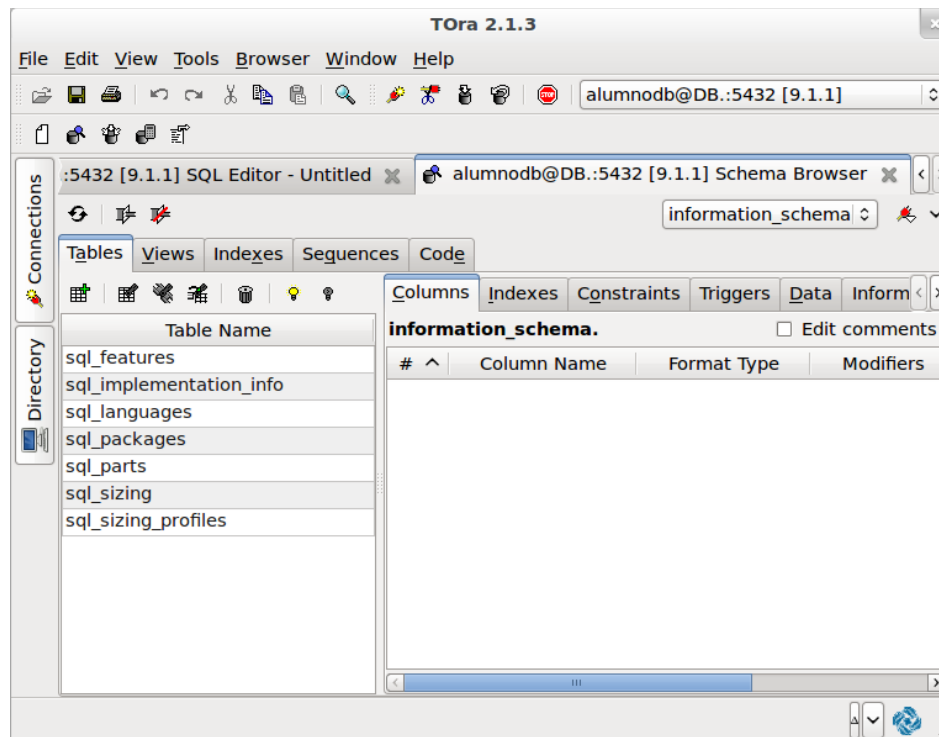 TOra 2.1.3
File Edit View Tools Browser Window Help
STOP alumnodb@DB.:5432 [9.1.1]
:5432 [9.1.1] SQL Editor - Untitled alumnodb@DB.:5432 [9.1.1] Schema Browser
Connections
Directory
information_schema
Tables Views Indexes Sequences Code
Columns Indexes Constraints Triggers Data Inform
Table Name
information_schema. Edit comments
# Column Name Format Type Modifiers
sql_features
sql_implementation_info
sql_languages
sql_packages
sql_parts
sql_sizing
sql_sizing_profiles